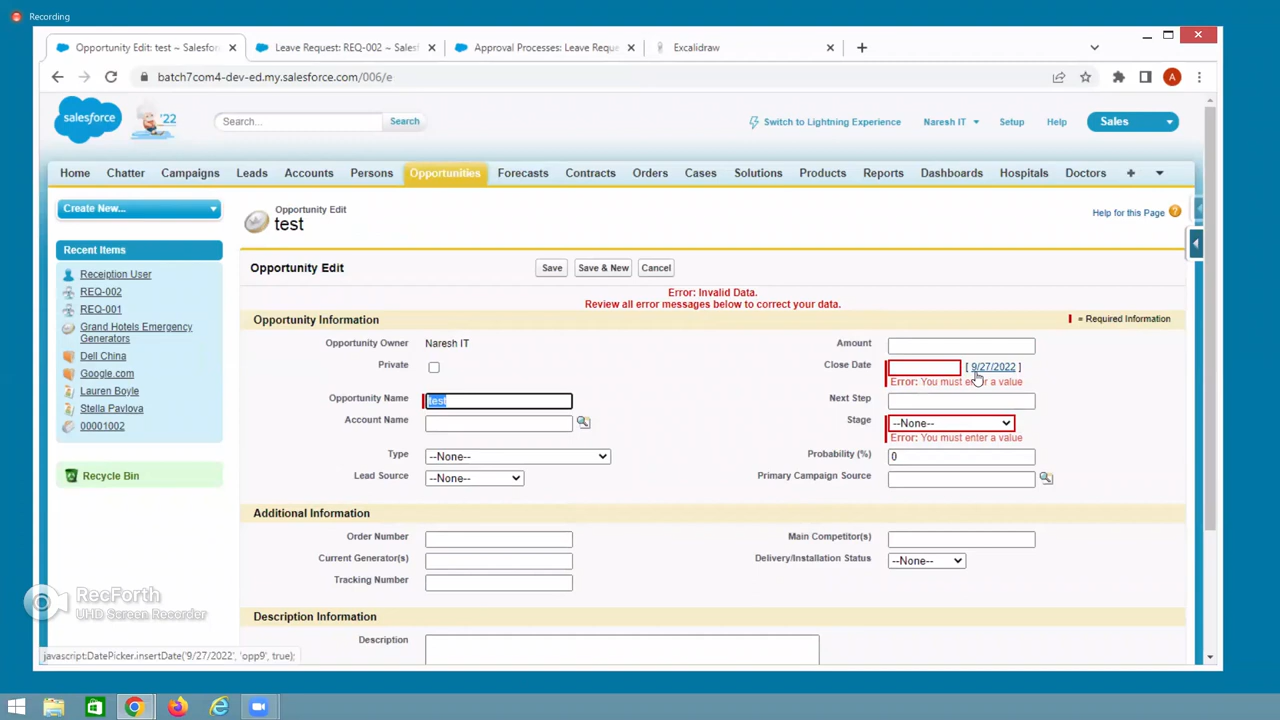 Recording
Opportunity Edit: test ~ Salesforc
Leave Request: REQ-002 ~ Salesf
Approval Processes: Leave Reque
Excalidraw
batch7com4-dev-ed.my.salesforce.com/006/e
A
salesforce
'22
Search...
Search
Switch to Lightning Experience
Naresh IT
Setup
Help
Sales
Home
Chatter
Campaigns
Leads
Accounts
Persons
Opportunities
Forecasts
Contracts
Orders
Cases
Solutions
Products
Reports
Dashboards
Hospitals
Doctors
Create New...
Recent Items
Receiption User
REQ-002
REQ-001
Grand Hotels Emergency
Generators
Dell China
Google.com
Lauren Boyle
Stella Pavlova
00001002
Recycle Bin
Opportunity Edit
test
Help for this Page
Opportunity Edit
Save
Save & New
Cancel
Error: Invalid Data.
Review all error messages below to correct your data.
Opportunity Information
= Required Information
Opportunity Owner
Naresh IT
Amount
Private
Close Date
[ 9/27/2022 ]
Error: You must enter a value
Opportunity Name
test
Next Step
Account Name
Stage
--None--
Error: You must enter a value
Type
--None--
Probability (%)
0
Lead Source
--None--
Primary Campaign Source
Additional Information
Order Number
Main Competitor(s)
Current Generator(s)
Delivery/Installation Status
--None--
Tracking Number
Description Information
Description
RecForth
UHD Screen Recorder
javascript:DatePicker.insertDate('9/27/2022', 'opp9', true);